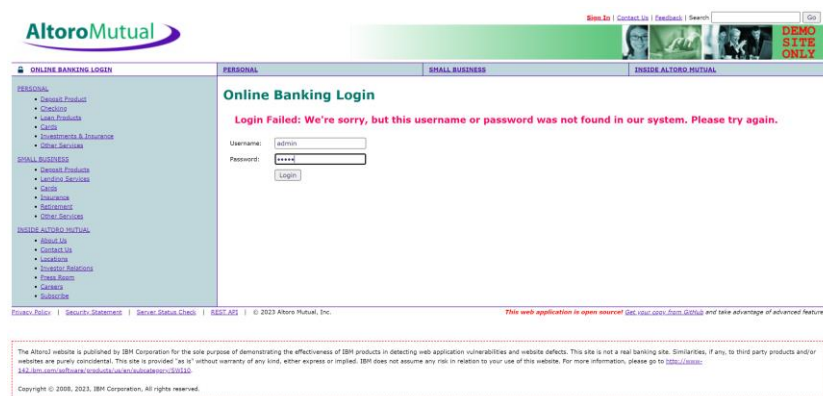 Sign In | Contact Us | Feedback | Search
Go
AltoroMutual
DEMO
SITE
ONLY
ONLINE BANKING LOGIN
PERSONAL
SMALL BUSINESS
INSIDE ALTORO MUTUAL
PERSONAL
Deposit Product
Checking
Loan Products
Cards
Investments & Insurance
Other Services
SMALL BUSINESS
Deposit Products
Lending Services
Cards
Insurance
Retirement
Other Services
INSIDE ALTORO MUTUAL
About Us
Contact Us
Locations
Investor Relations
Press Room
Careers
Subscribe
Online Banking Login
Login Failed: We're sorry, but this username or password was not found in our system. Please try again.
Username: admin
Password: •••••
Login
Privacy Policy | Security Statement | Server Status Check | REST API | © 2023 Altoro Mutual, Inc.
This web application is open source! Get your copy from GitHub and take advantage of advanced feature
The AltoroJ website is published by IBM Corporation for the sole purpose of demonstrating the effectiveness of IBM products in detecting web application vulnerabilities and website defects. This site is not a real banking site. Similarities, if any, to third party products and/or
websites are purely coincidental. This site is provided "as is" without warranty of any kind, either express or implied. IBM does not assume any risk in relation to your use of this website. For more information, please go to http://www-
142.ibm.com/software/products/us/en/subcategory/SWI10.
Copyright © 2008, 2023, IBM Corporation, All rights reserved.